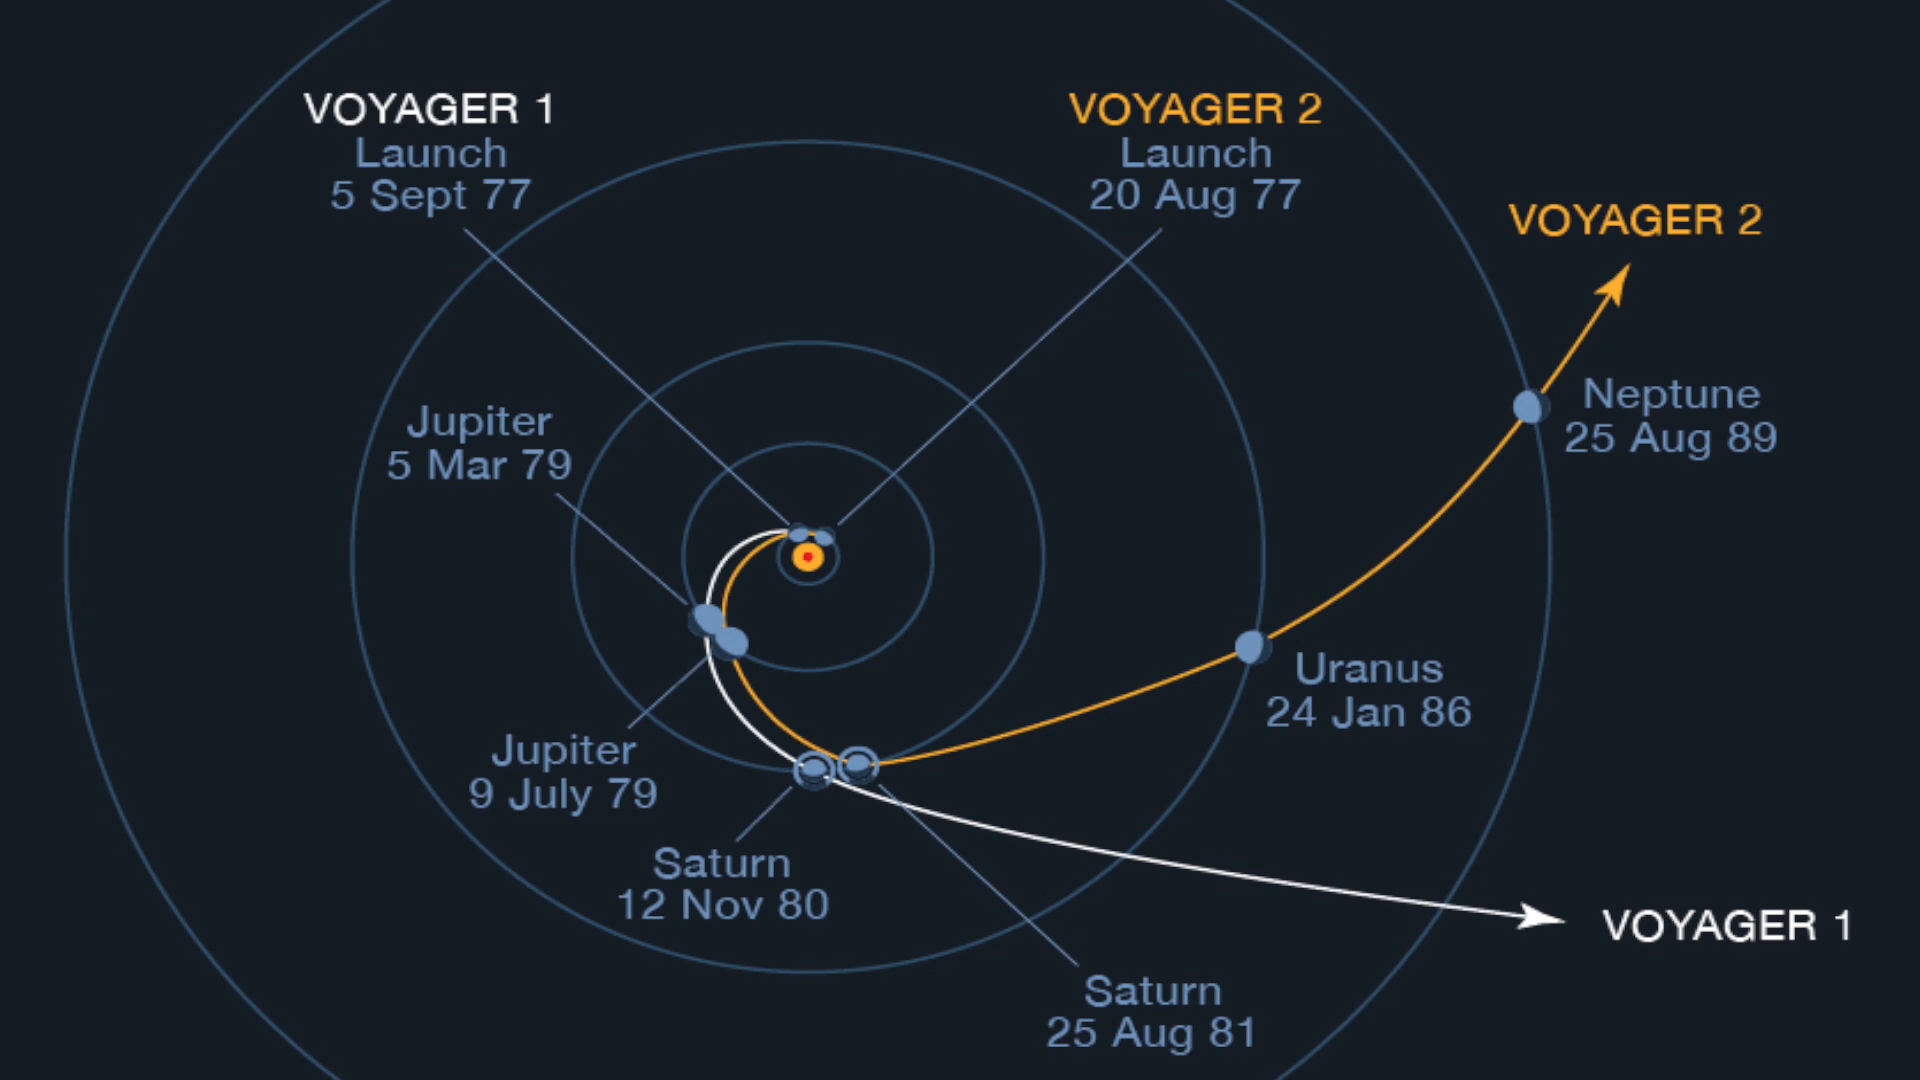 VOYAGER 1
Launch
5 Sept 77
VOYAGER 2
Launch
20 Aug 77
VOYAGER 2
Jupiter
5 Mar 79
Neptune
25 Aug 89
Uranus
24 Jan 86
Jupiter
9 July 79
Saturn
12 Nov 80
VOYAGER 1
Saturn
25 Aug 81